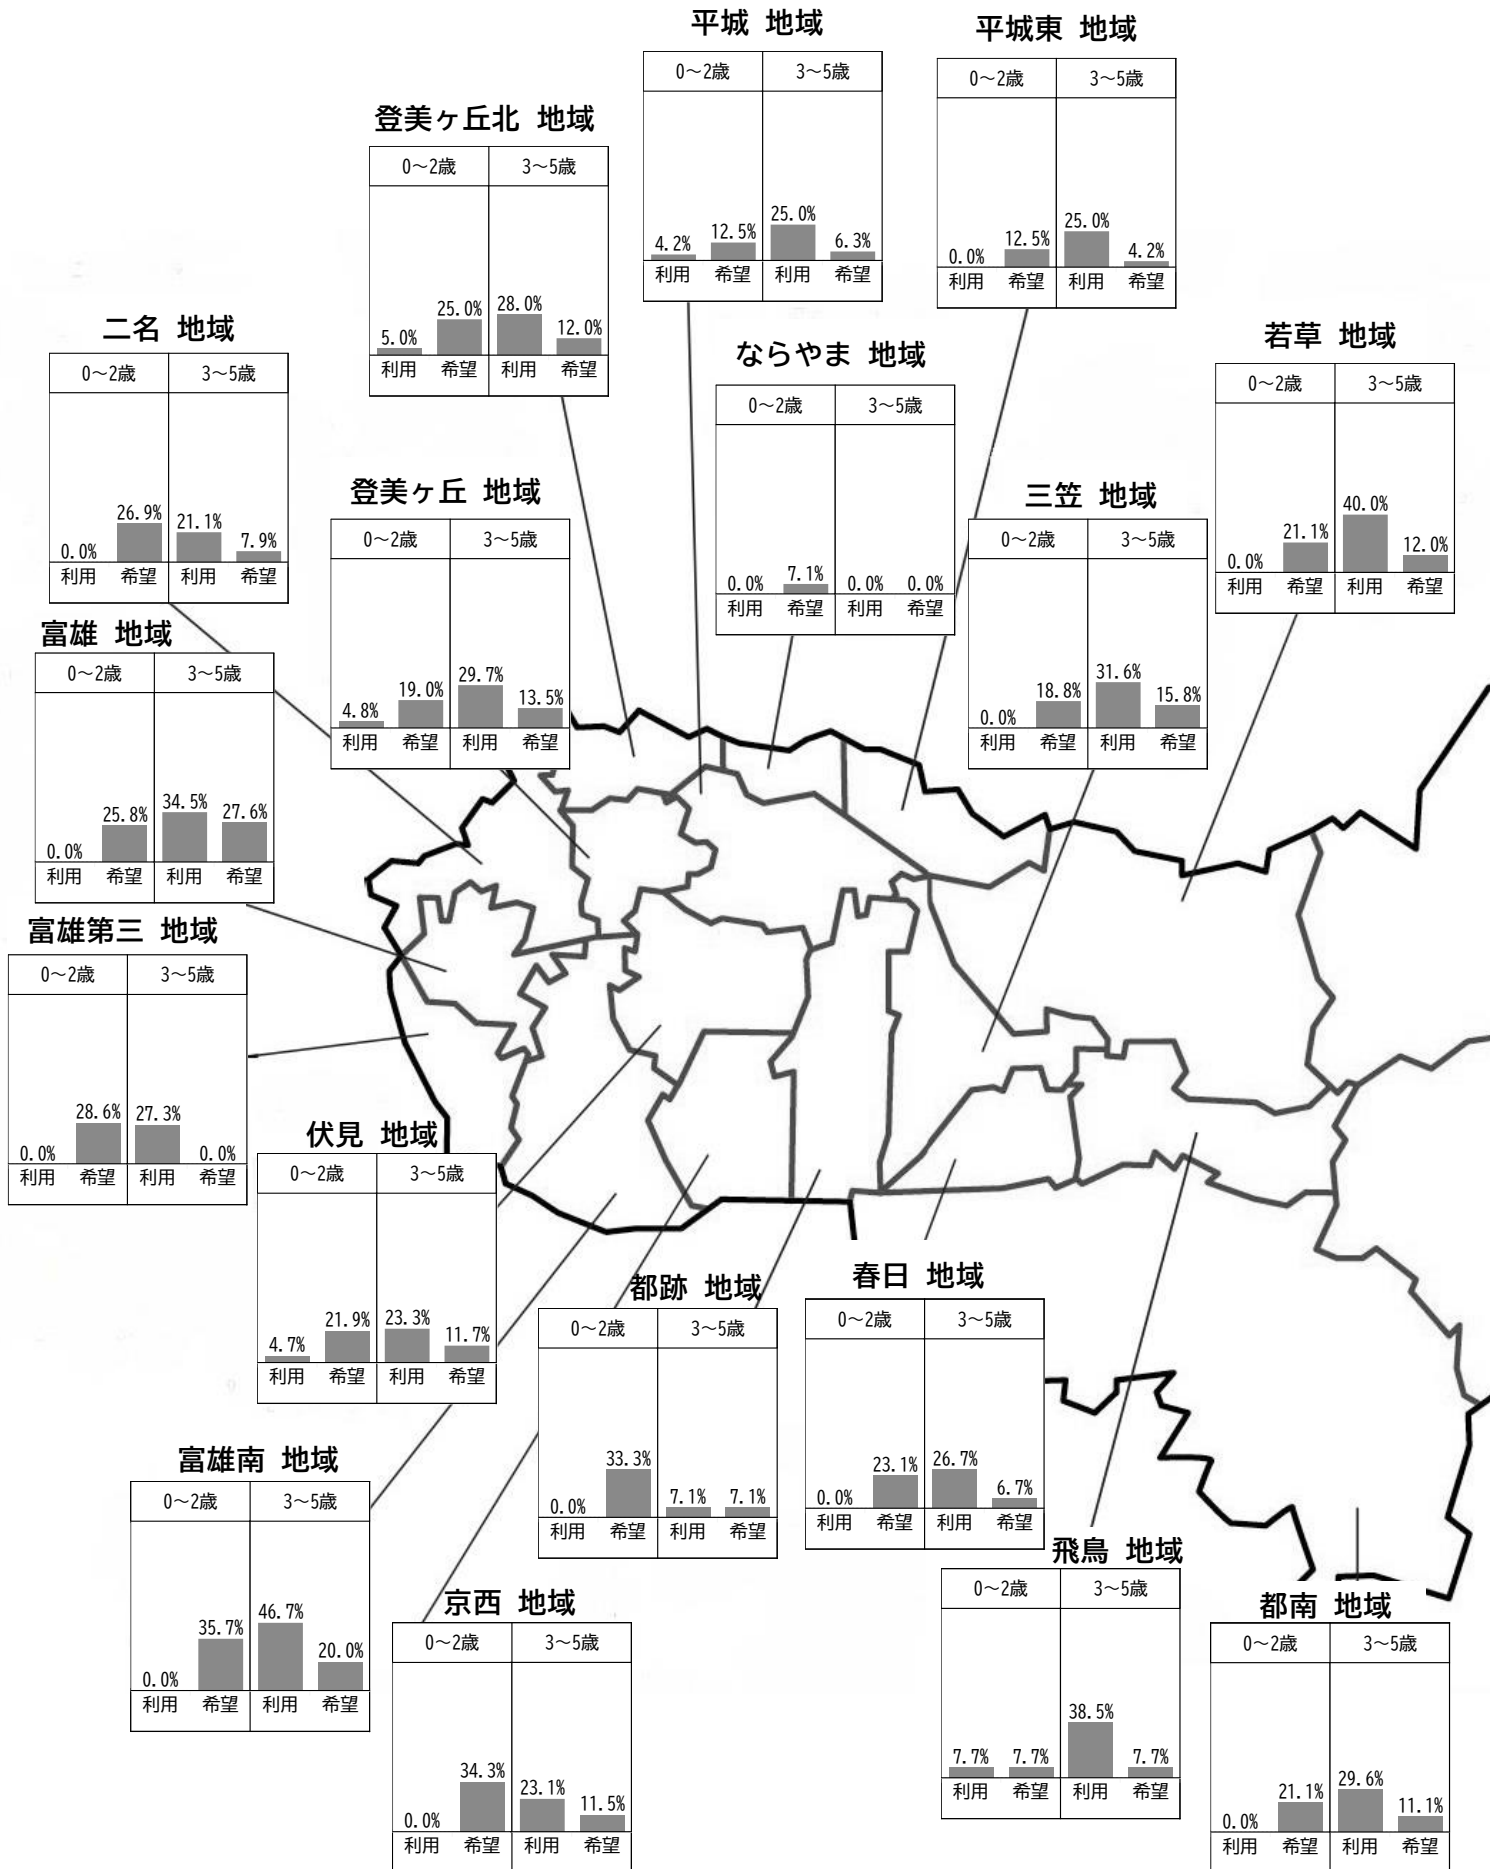 平城 地域
0～2歳 3～5歳
4.2% 12.5% 25.0% 6.3%
利用 希望 利用 希望
平城東 地域
0～2歳 3～5歳
0.0% 12.5% 25.0% 4.2%
利用 希望 利用 希望
登美ヶ丘北 地域
0～2歳 3～5歳
5.0% 25.0% 28.0% 12.0%
利用 希望 利用 希望
二名 地域
0～2歳 3～5歳
0.0% 26.9% 21.1% 7.9%
利用 希望 利用 希望
ならやま 地域
0～2歳 3～5歳
0.0% 7.1% 0.0% 0.0%
利用 希望 利用 希望
若草 地域
0～2歳 3～5歳
0.0% 21.1% 40.0% 12.0%
利用 希望 利用 希望
登美ヶ丘 地域
0～2歳 3～5歳
4.8% 19.0% 29.7% 13.5%
利用 希望 利用 希望
三笠 地域
0～2歳 3～5歳
0.0% 18.8% 31.6% 15.8%
利用 希望 利用 希望
富雄 地域
0～2歳 3～5歳
0.0% 25.8% 34.5% 27.6%
利用 希望 利用 希望
富雄第三 地域
0～2歳 3～5歳
0.0% 28.6% 27.3% 0.0%
利用 希望 利用 希望
伏見 地域
0～2歳 3～5歳
4.7% 21.9% 23.3% 11.7%
利用 希望 利用 希望
都跡 地域
0～2歳 3～5歳
0.0% 33.3% 7.1% 7.1%
利用 希望 利用 希望
春日 地域
0～2歳 3～5歳
0.0% 23.1% 26.7% 6.7%
利用 希望 利用 希望
富雄南 地域
0～2歳 3～5歳
0.0% 35.7% 46.7% 20.0%
利用 希望 利用 希望
京西 地域
0～2歳 3～5歳
0.0% 34.3% 23.1% 11.5%
利用 希望 利用 希望
飛鳥 地域
0～2歳 3～5歳
7.7% 7.7% 38.5% 7.7%
利用 希望 利用 希望
都南 地域
0～2歳 3～5歳
0.0% 21.1% 29.6% 11.1%
利用 希望 利用 希望